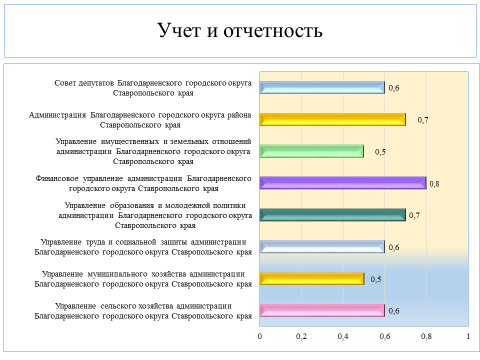 Учет и отчетность
Совет депутатов Благодарненского городского округа
Ставропольского края
0,6
Администрация Благодарненского городского округа района
Ставропольского края
0,7
Управление имущественных и земельных отношений
администрации Благодарненского городского округа
Ставропольского края
0,5
Финансовое управление администрации Благодарненского
городского округа Ставропольского края
0,8
Управление образования и молодежной политики
администрации Благодарненского городского округа
Ставропольского края
0,7
Управление труда и социальной защиты администрации
Благодарненского городского округа Ставропольского края
0,6
Управление муниципального хозяйства администрации
Благодарненского городского округа Ставропольского края
0,5
Управление сельского хозяйства администрации
Благодарненского городского округа Ставропольского края
0,6
0 0,2 0,4 0,6 0,8 1